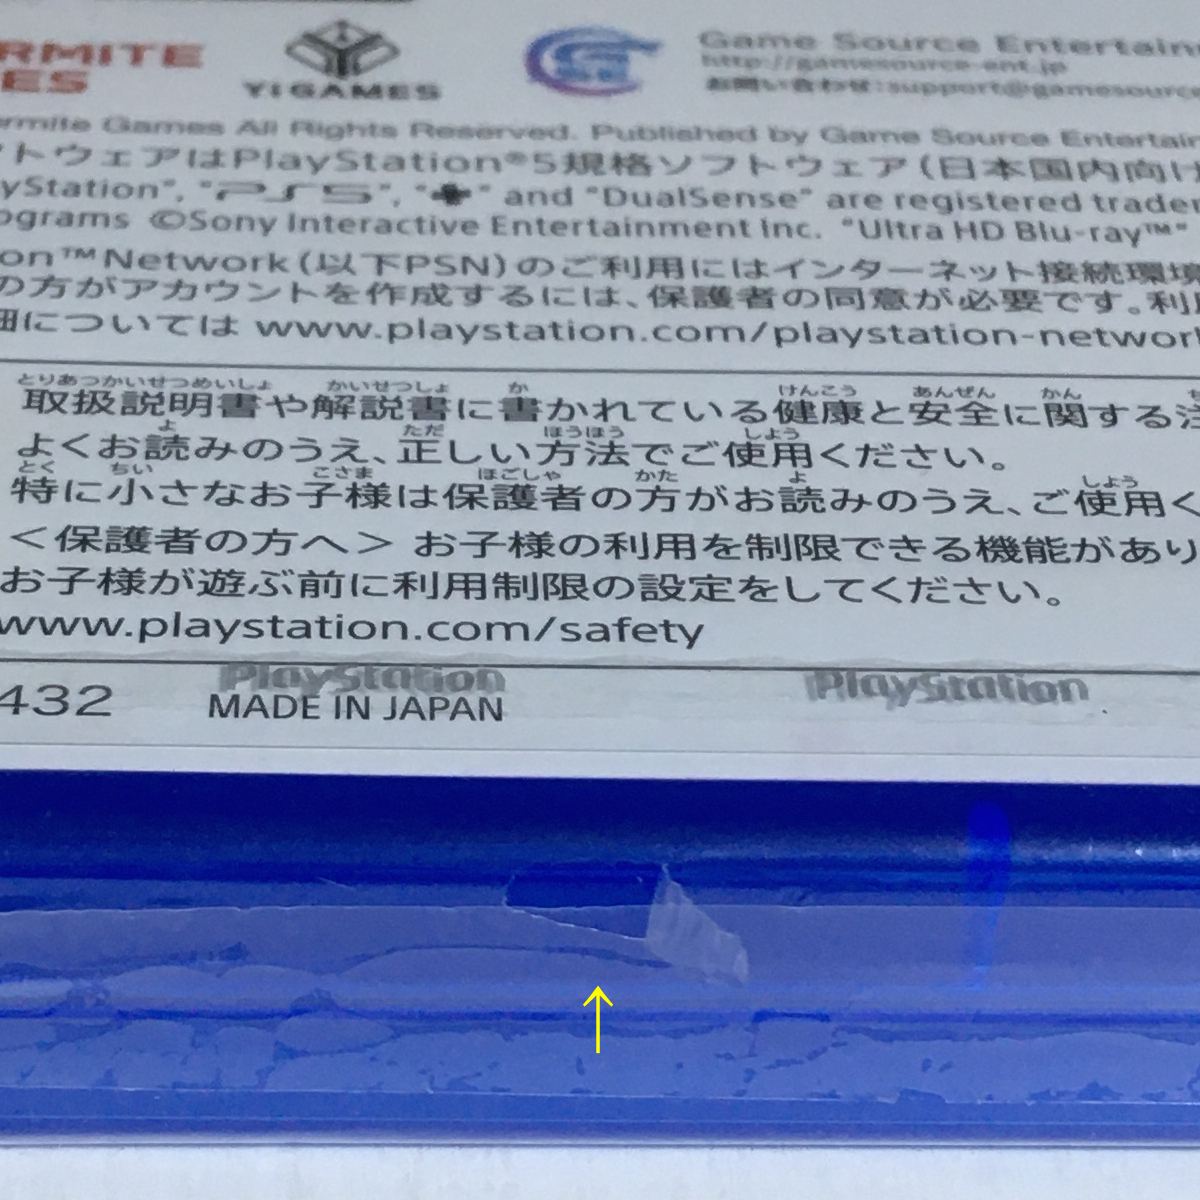 RMITE
ES
YIGAMES
Game Source Entertainm
http://gamesource-ent.jp
お問い合わせ:support@gamesource
ermite Games All Rights Reserved. Published by Game Source Entertain
トウェアはPlayStation®5規格ソフトウェア(日本国内向け
yStation", "PS5", " " and "DualSense" are registered trade
ograms ©Sony Interactive Entertainment Inc. "Ultra HD Blu-ray™"
on™Network(以下PSN)のご利用にはインターネット接続環境
の方がアカウントを作成するには、保護者の同意が必要です。利
細については www.playstation.com/playstation-network
とりあつかいせつめいしょ かいせつしょ か けんこう あんぜん かん
取扱説明書や解説書に書かれている健康と安全に関する注
よ ただ ほうほう しよう
よくお読みのうえ、正しい方法でご使用ください。
とく ちい こさま ほごしゃ かた よ しよう
特に小さなお子様は保護者の方がお読みのうえ、ご使用く
<保護者の方へ> お子様の利用を制限できる機能があり
お子様が遊ぶ前に利用制限の設定をしてください。
www.playstation.com/safety
PlayStation PlayStation
432 MADE IN JAPAN